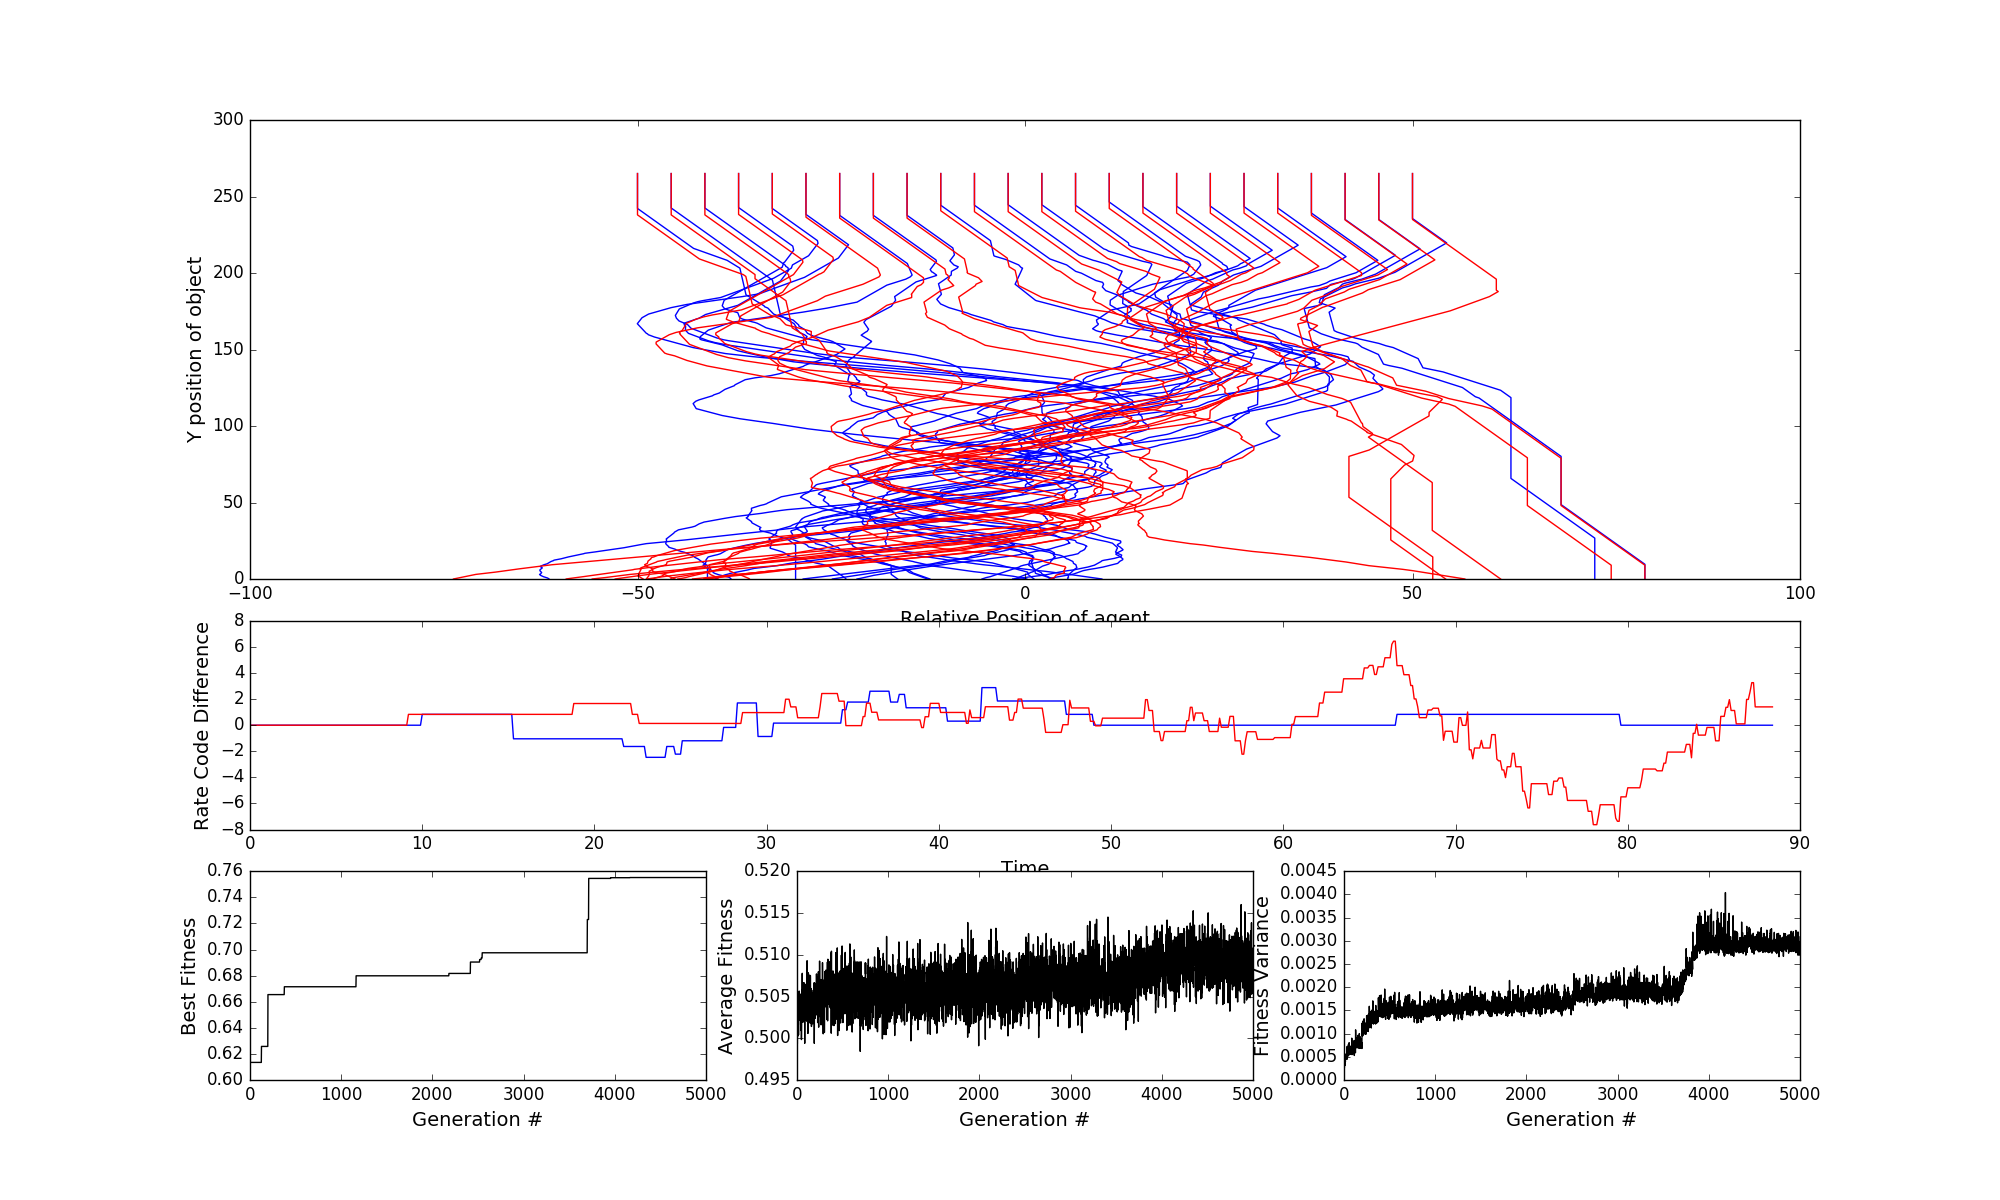 300
250
200
150
100
50
0
Y position of object
−100 −50 0 50 100
Relative Position of agent
8
6
4
2
0
−2
−4
−6
−8
Rate Code Difference
0 10 20 30 40 50 60 70 80 90
Time
0.76
0.74
0.72
0.70
0.68
0.66
0.64
0.62
0.60
Best Fitness
0 1000 2000 3000 4000 5000
Generation #
0.520
0.515
0.510
0.505
0.500
0.495
Average Fitness
0 1000 2000 3000 4000 5000
Generation #
0.0045
0.0040
0.0035
0.0030
0.0025
0.0020
0.0015
0.0010
0.0005
0.0000
Fitness Variance
0 1000 2000 3000 4000 5000
Generation #